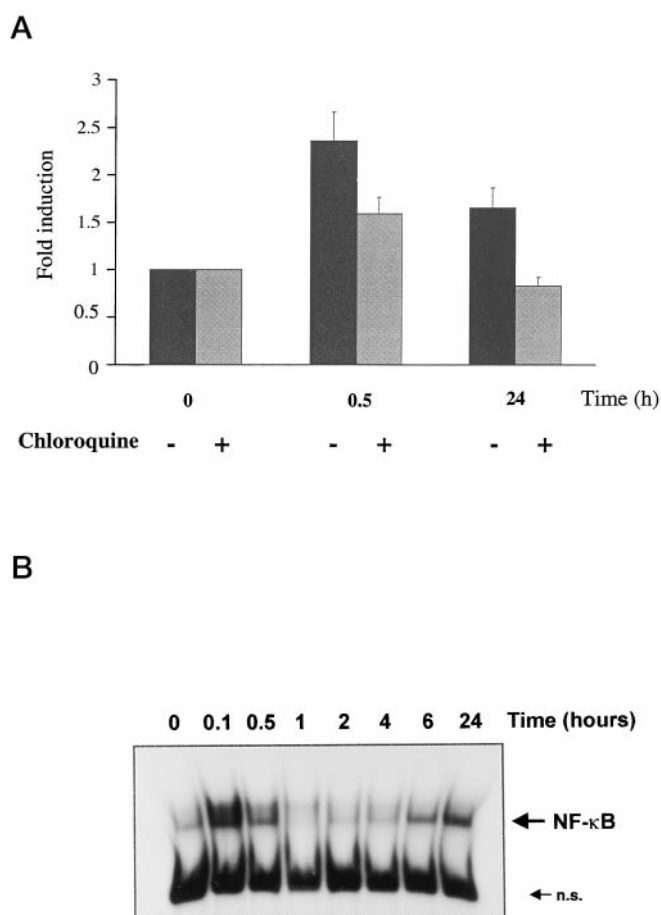 A
Fold induction
3
2.5
2
1.5
1
0.5
0
0 0.5 24 Time (h)
Chloroquine - + - + - +
B
0 0.1 0.5 1 2 4 6 24 Time (hours)
NF-κB
n.s.